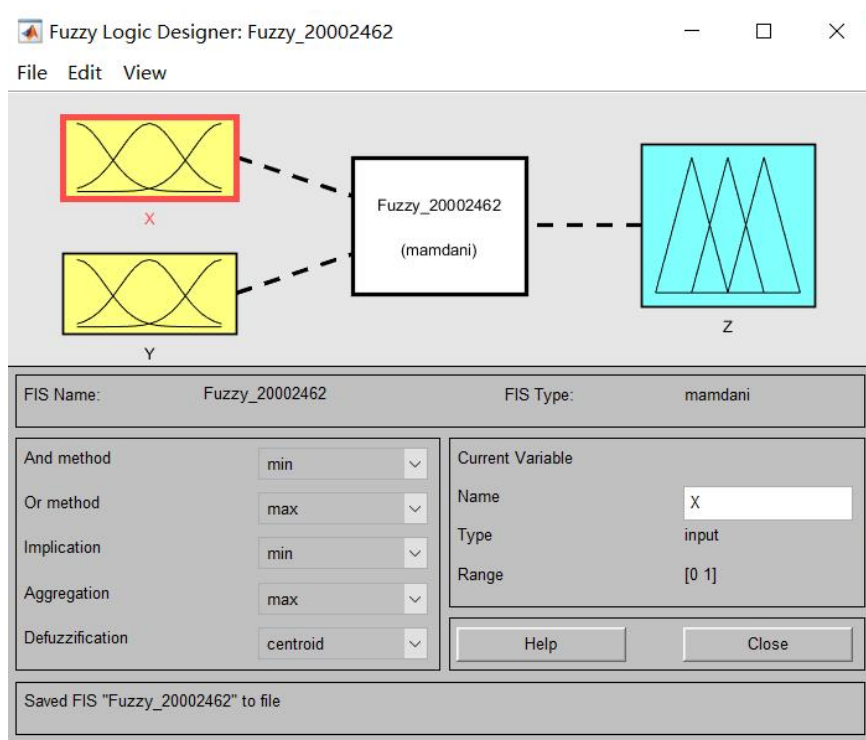 Fuzzy Logic Designer: Fuzzy_20002462
File Edit View
X
Y
Fuzzy_20002462
(mamdani)
Z
FIS Name: Fuzzy_20002462 FIS Type: mamdani
And method min
Or method max
Implication min
Aggregation max
Defuzzification centroid
Current Variable
Name X
Type input
Range [0 1]
Help Close
Saved FIS "Fuzzy_20002462" to file